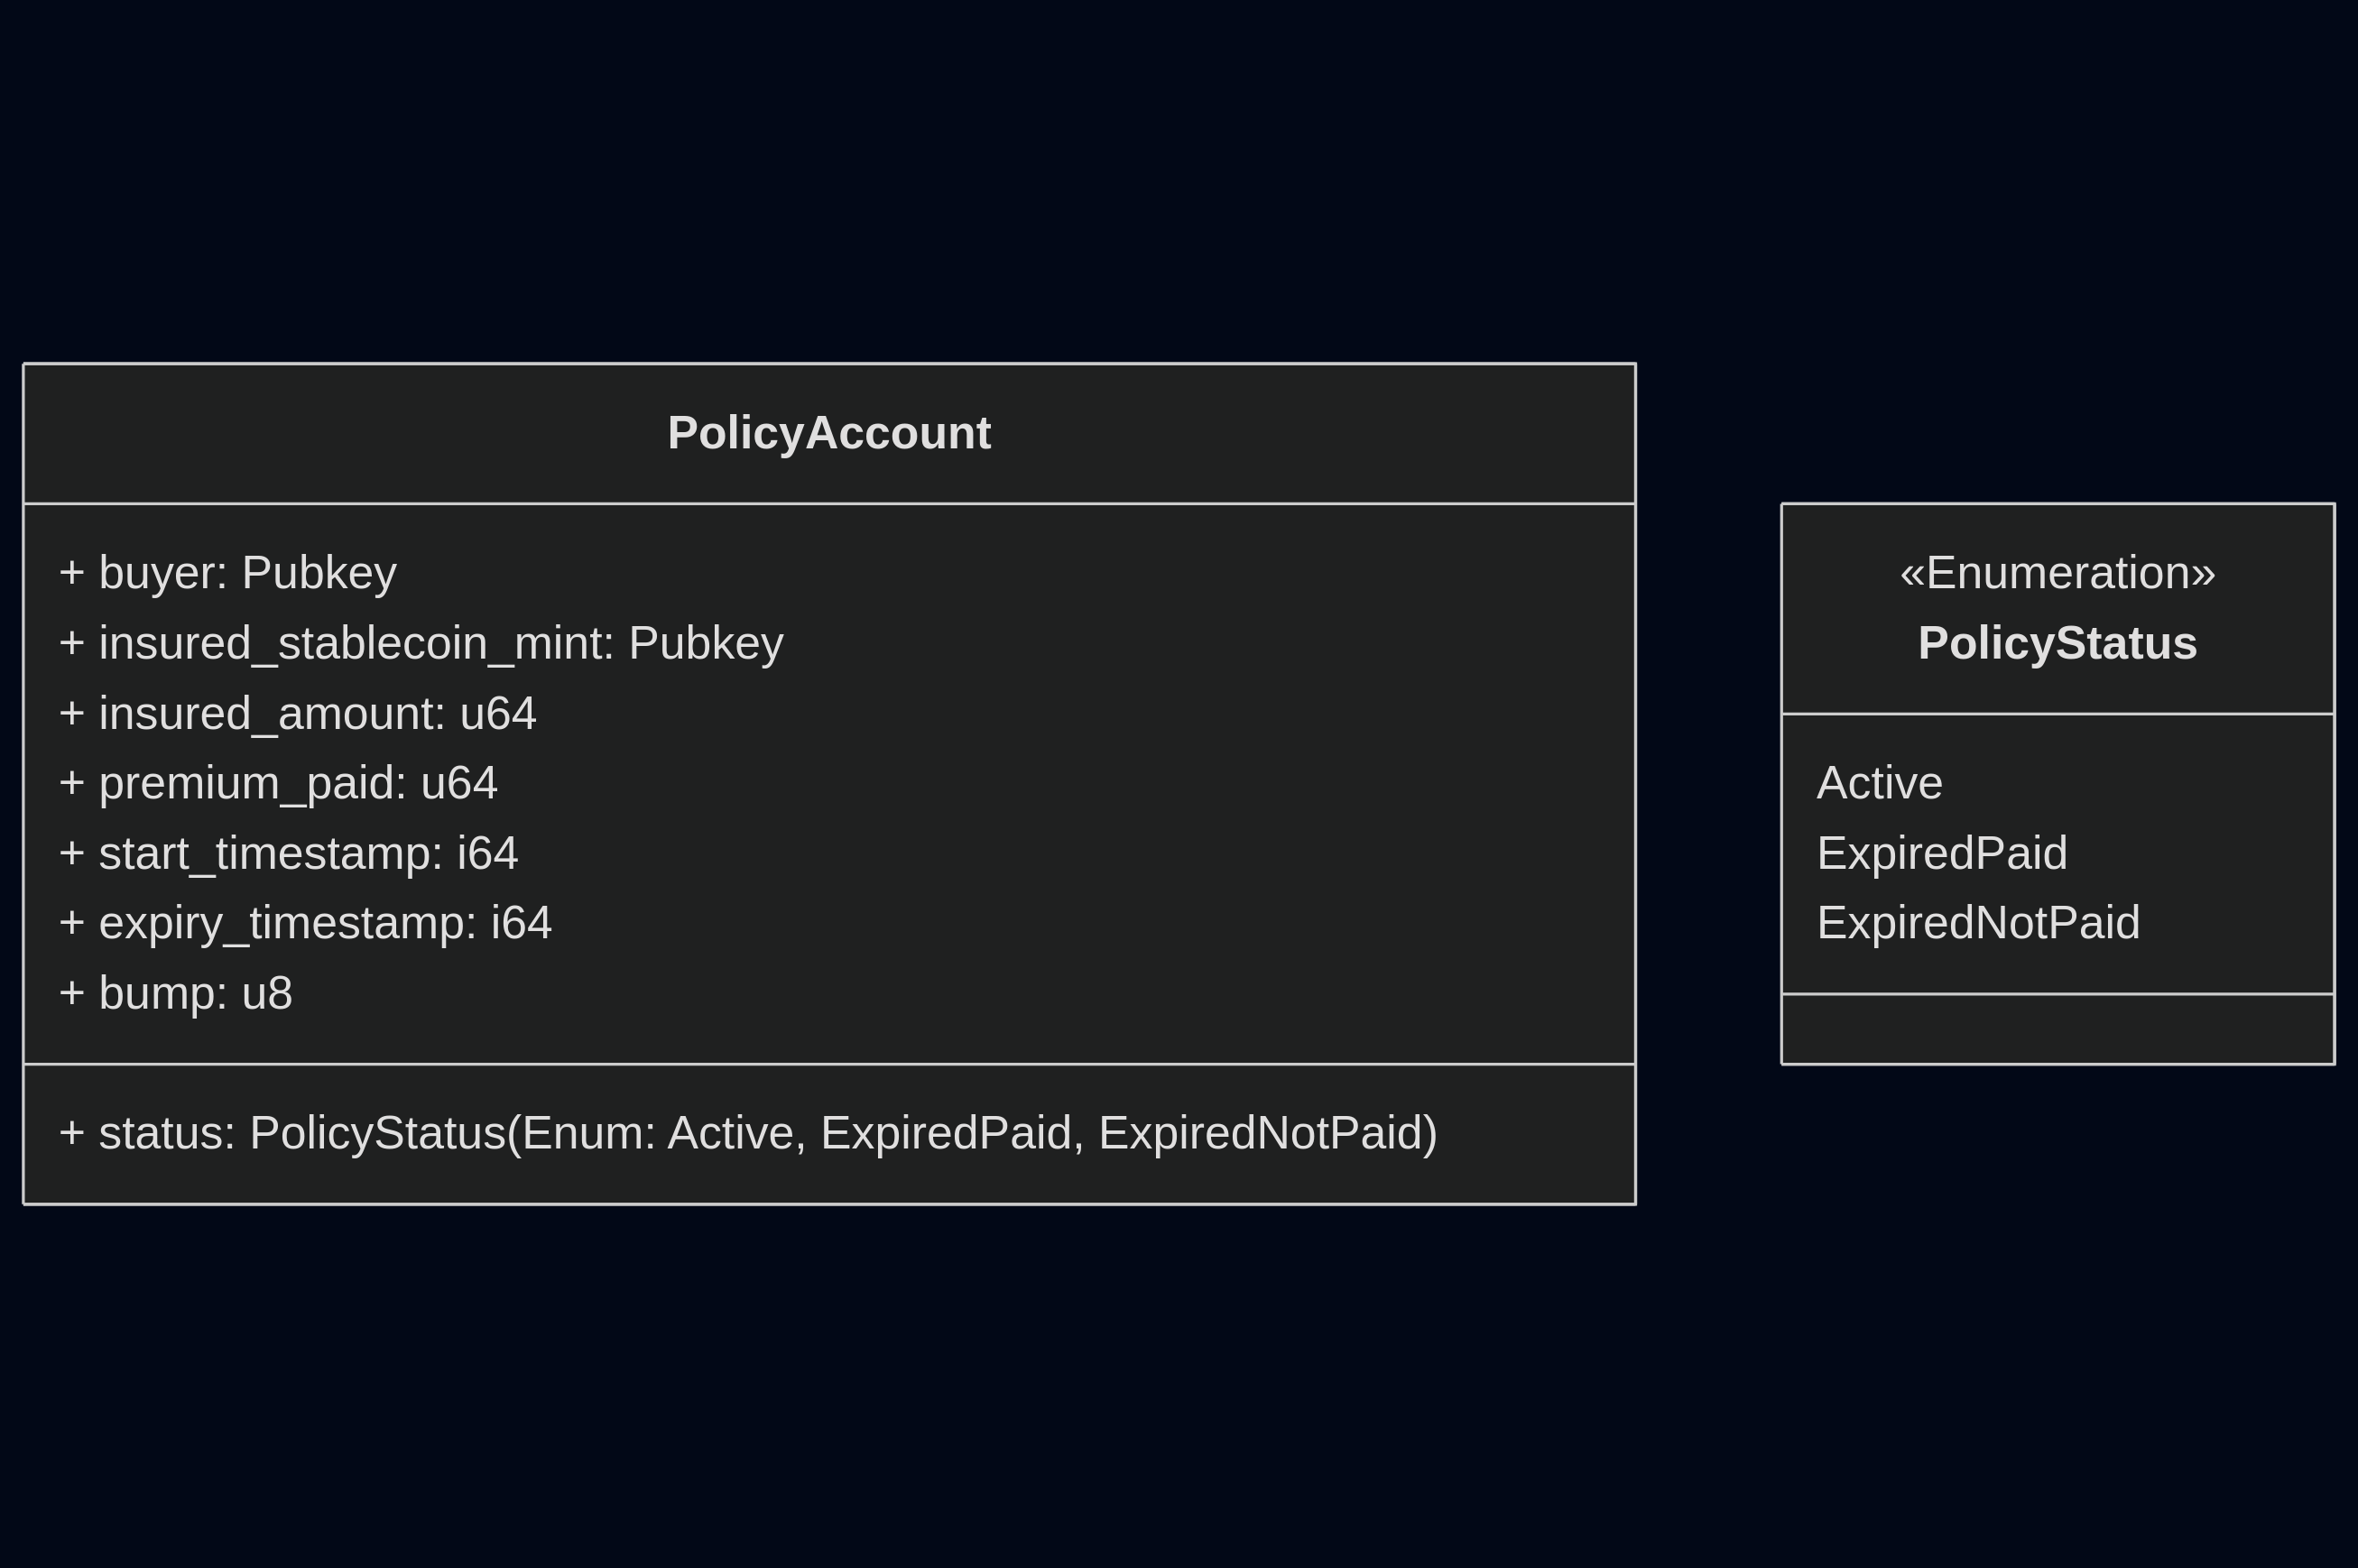 PolicyAccount
+ buyer: Pubkey
+ insured_stablecoin_mint: Pubkey
+ insured_amount: u64
+ premium_paid: u64
+ start_timestamp: i64
+ expiry_timestamp: i64
+ bump: u8
+ status: PolicyStatus(Enum: Active, ExpiredPaid, ExpiredNotPaid)
«Enumeration»
PolicyStatus
Active
ExpiredPaid
ExpiredNotPaid